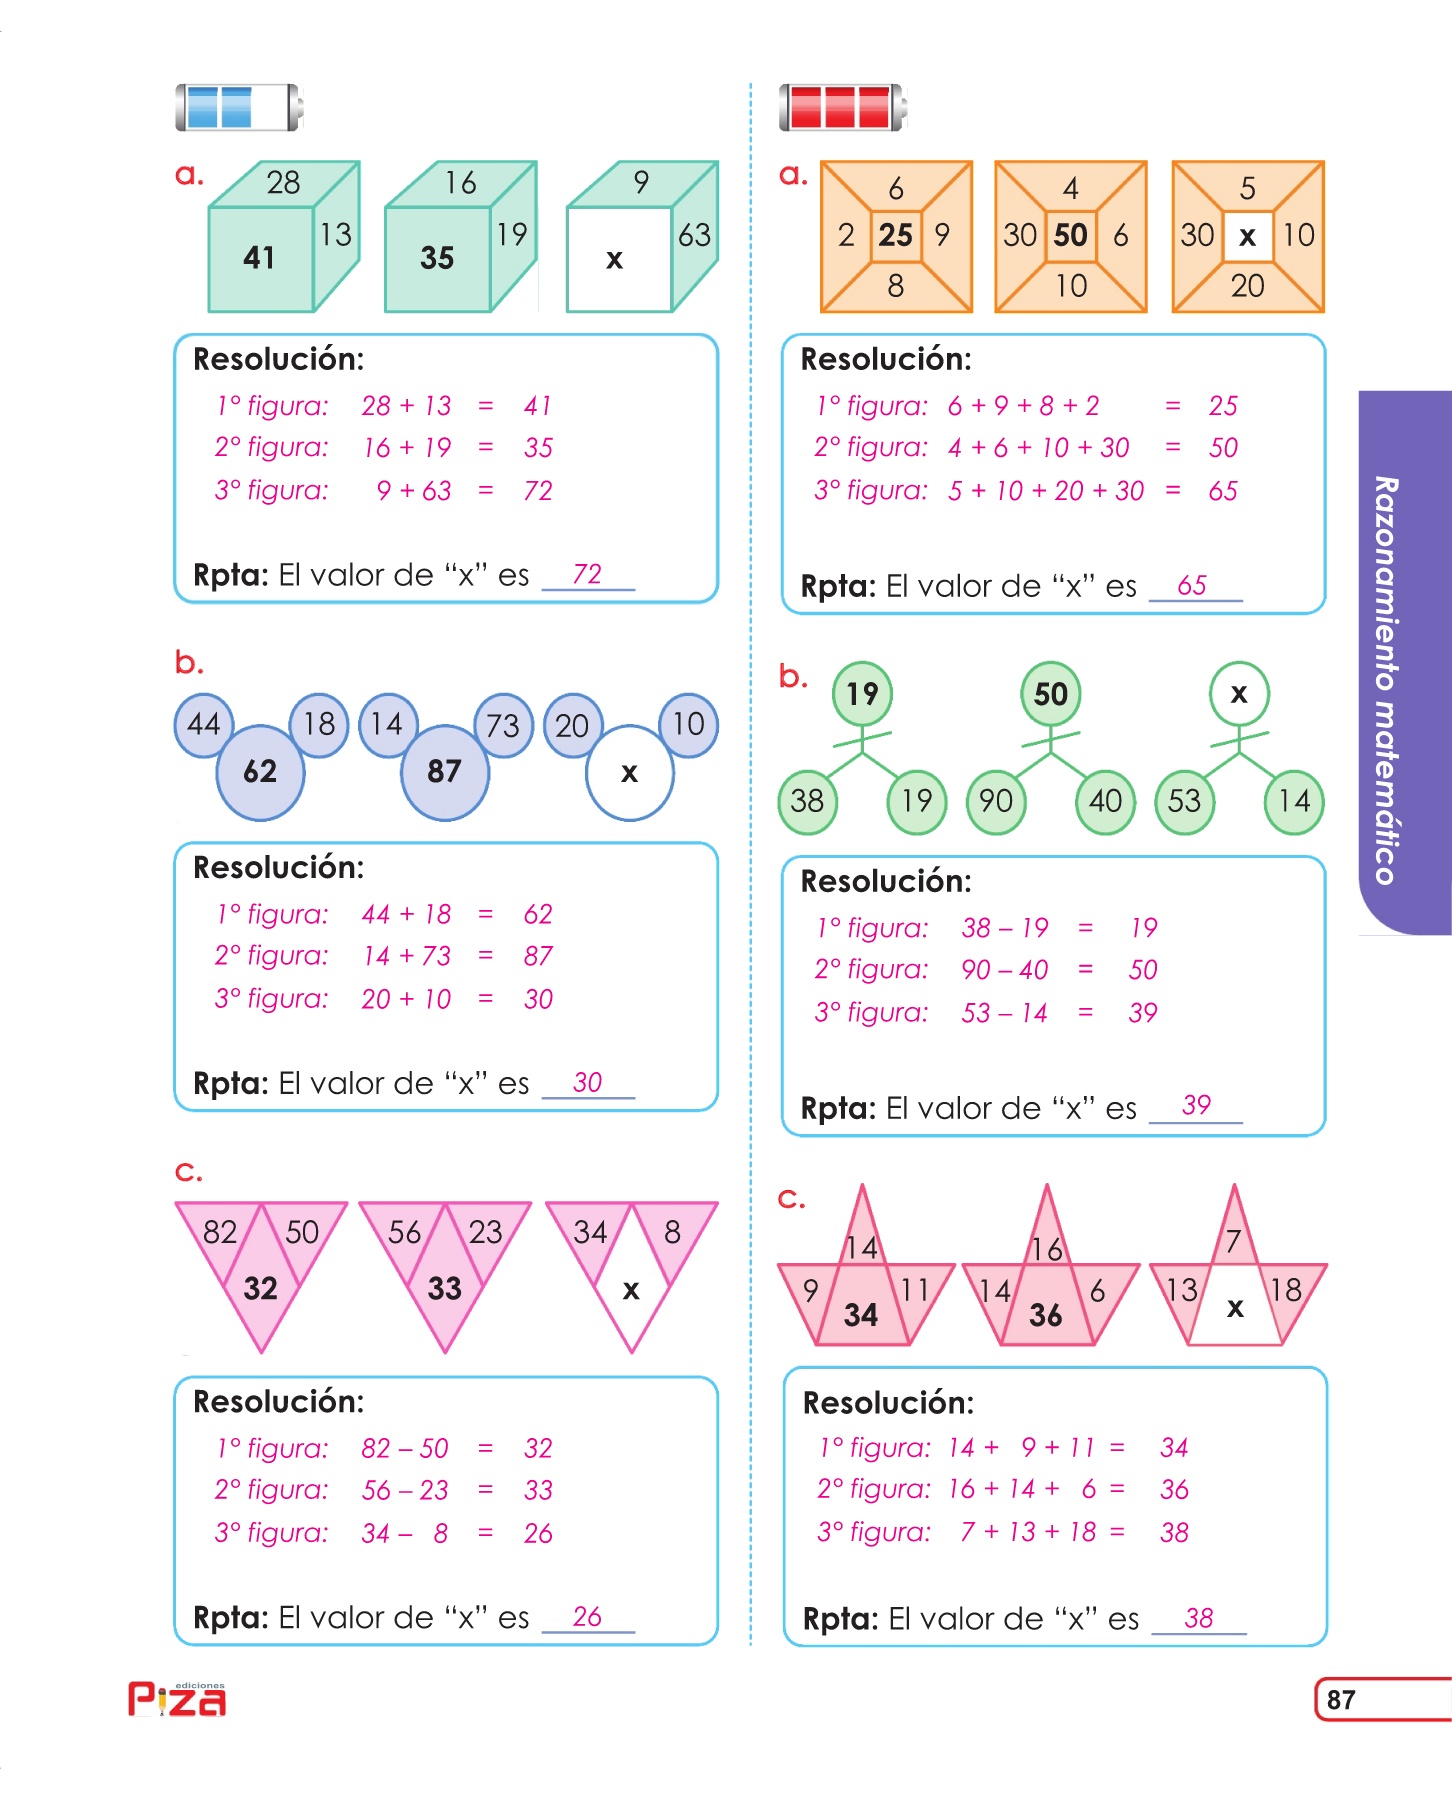 a.
28 16 9
13 19 63
41 35 x
Resolución:
1° figura: 28 + 13 = 41
2° figura: 16 + 19 = 35
3° figura: 9 + 63 = 72
Rpta: El valor de “x” es 72
b.
44 18 14 73 20 10
62 87 x
Resolución:
1° figura: 44 + 18 = 62
2° figura: 14 + 73 = 87
3° figura: 20 + 10 = 30
Rpta: El valor de “x” es 30
c.
82 50 56 23 34 8
32 33 x
Resolución:
1° figura: 82 – 50 = 32
2° figura: 56 – 23 = 33
3° figura: 34 – 8 = 26
Rpta: El valor de “x” es 26
a.
6 4 5
2 25 9 30 50 6 30 x 10
8 10 20
Resolución:
1° figura: 6 + 9 + 8 + 2 = 25
2° figura: 4 + 6 + 10 + 30 = 50
3° figura: 5 + 10 + 20 + 30 = 65
Rpta: El valor de “x” es 65
b.
19 50 x
38 19 90 40 53 14
Resolución:
1° figura: 38 – 19 = 19
2° figura: 90 – 40 = 50
3° figura: 53 – 14 = 39
Rpta: El valor de “x” es 39
c.
14 16 7
9 11 14 6 13 18
34 36 x
Resolución:
1° figura: 14 + 9 + 11 = 34
2° figura: 16 + 14 + 6 = 36
3° figura: 7 + 13 + 18 = 38
Rpta: El valor de “x” es 38
Razonamiento matemático
ediciones
Piza
87